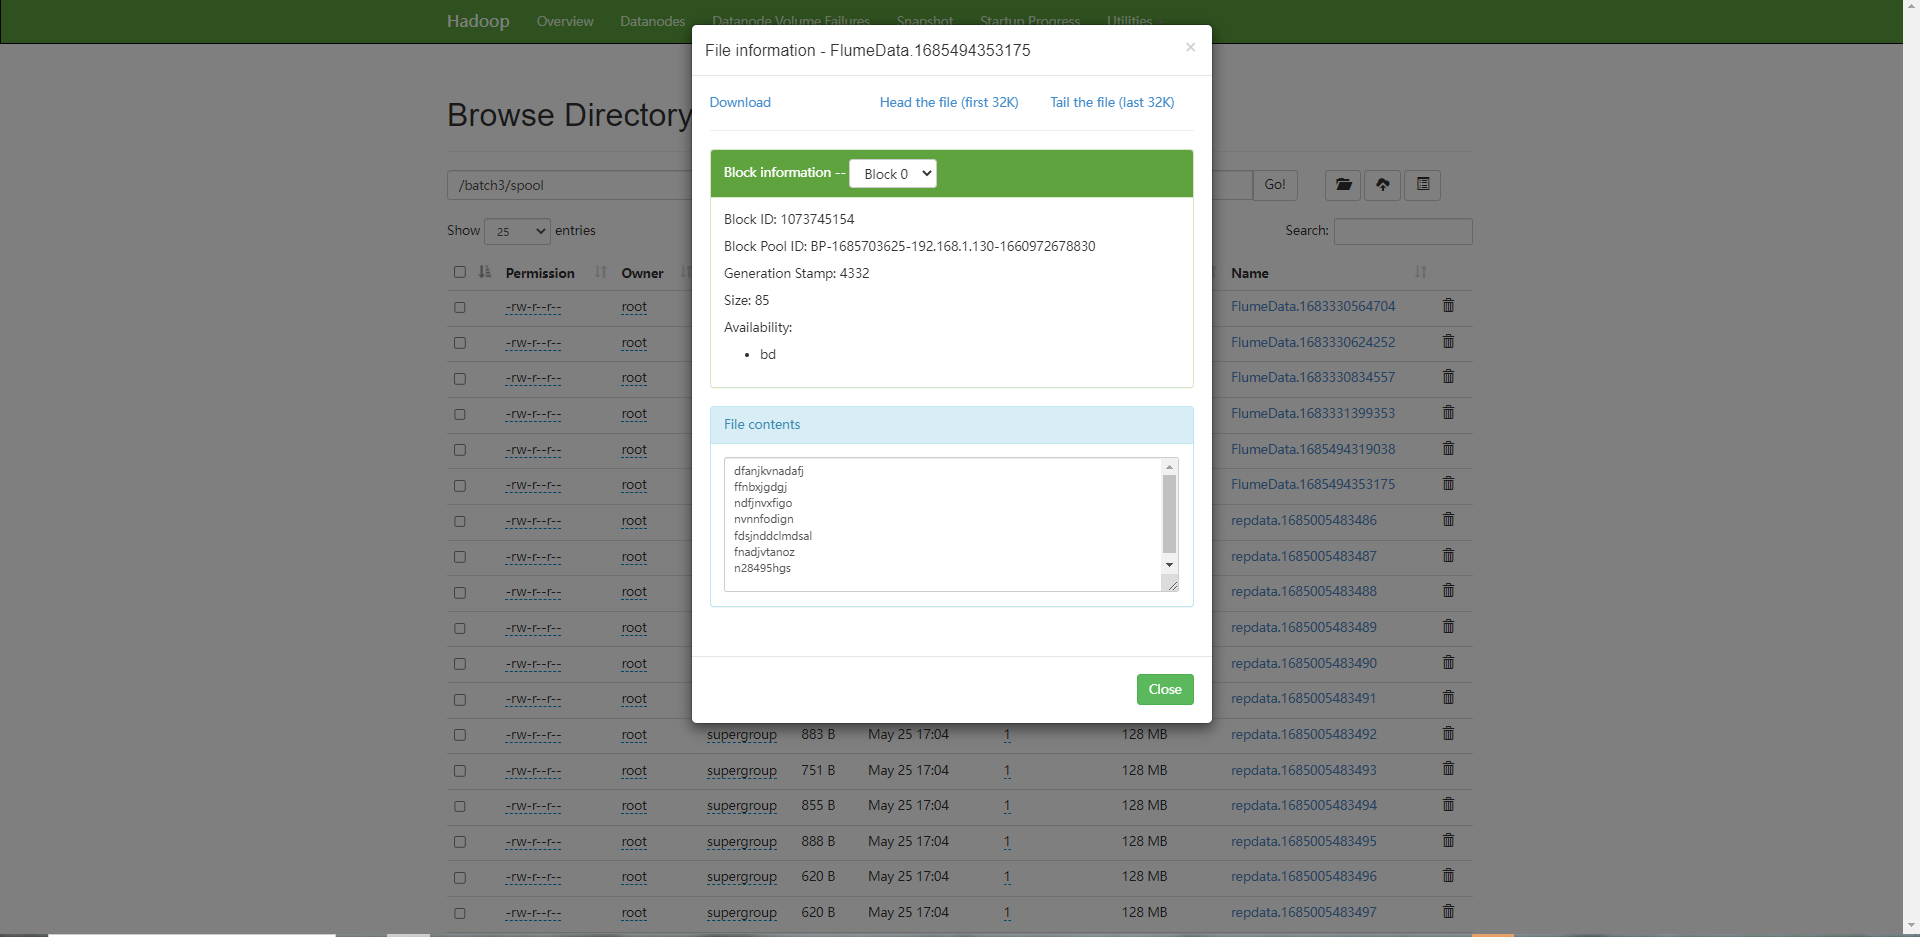 Hadoop Overview Datanodes Datanode Volume Failures Snapshot Startup Progress Utilities
File information - FlumeData.1685494353175 ×
Download Head the file (first 32K) Tail the file (last 32K)
Browse Directory
Block information -- Block 0
/batch3/spool Go!
Block ID: 1073745154
Block Pool ID: BP-1685703625-192.168.1.130-1660972678830
Generation Stamp: 4332
Size: 85
Availability:
bd
File contents
dfanjkvnadafj
ffnbxjgdgj
ndfjnvxfigo
nvnnfodign
fdsjnddclmdsal
fnadjvtanoz
n28495hgs
Close
Show 25 entries Search:
Permission Owner Name
-rw-r--r-- root FlumeData.1683330564704
-rw-r--r-- root FlumeData.1683330624252
-rw-r--r-- root FlumeData.1683330834557
-rw-r--r-- root FlumeData.1683331399353
-rw-r--r-- root FlumeData.1685494319038
-rw-r--r-- root FlumeData.1685494353175
-rw-r--r-- root repdata.1685005483486
-rw-r--r-- root repdata.1685005483487
-rw-r--r-- root repdata.1685005483488
-rw-r--r-- root repdata.1685005483489
-rw-r--r-- root repdata.1685005483490
-rw-r--r-- root repdata.1685005483491
-rw-r--r-- root supergroup 883 B May 25 17:04 1 128 MB repdata.1685005483492
-rw-r--r-- root supergroup 751 B May 25 17:04 1 128 MB repdata.1685005483493
-rw-r--r-- root supergroup 855 B May 25 17:04 1 128 MB repdata.1685005483494
-rw-r--r-- root supergroup 888 B May 25 17:04 1 128 MB repdata.1685005483495
-rw-r--r-- root supergroup 620 B May 25 17:04 1 128 MB repdata.1685005483496
-rw-r--r-- root supergroup 620 B May 25 17:04 1 128 MB repdata.1685005483497